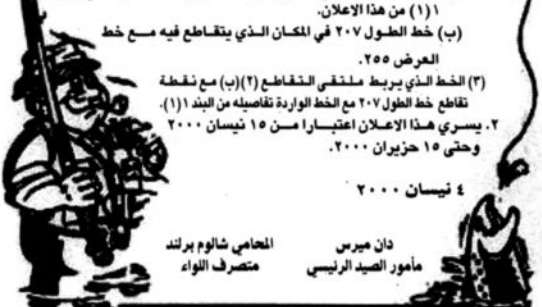 ١(١) من هذا الاعلان.
(ب) خط الطول ٢٠٧ في المكان الذي يتقاطع فيه مع خط
العرض ٢٥٥.
(٣) الخط الذي يربط ملتقى التقاطع (٢)(ب) مع نقطة
تقاطع خط الطول ٢٠٧ مع الخط الواردة تفاصيله من البند ١(١).
٢. يسري هذا الاعلان اعتبارا من ١٥ نيسان ٢٠٠٠
وحتى ١٥ حزيران ٢٠٠٠.
٤ نيسان ٢٠٠٠
دان ميرس
مأمور الصيد الرئيسي
المحامي شالوم برلند
متصرف اللواء